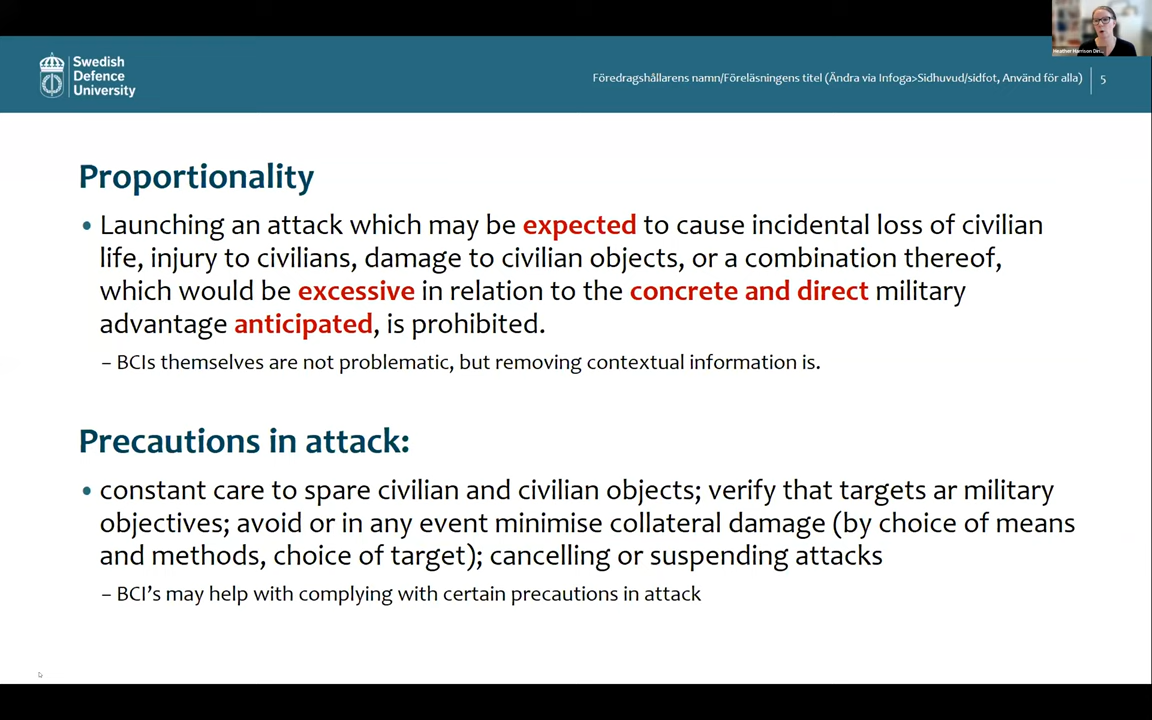 Heather Harrison Din...
Swedish
Defence
University
Föredragshållarens namn/Föreläsningens titel (Ändra via Infoga>Sidhuvud/sidfot, Använd för alla)
5
Proportionality
• Launching an attack which may be expected to cause incidental loss of civilian
life, injury to civilians, damage to civilian objects, or a combination thereof,
which would be excessive in relation to the concrete and direct military
advantage anticipated, is prohibited.
– BCIs themselves are not problematic, but removing contextual information is.
Precautions in attack:
• constant care to spare civilian and civilian objects; verify that targets ar military
objectives; avoid or in any event minimise collateral damage (by choice of means
and methods, choice of target); cancelling or suspending attacks
– BCI’s may help with complying with certain precautions in attack